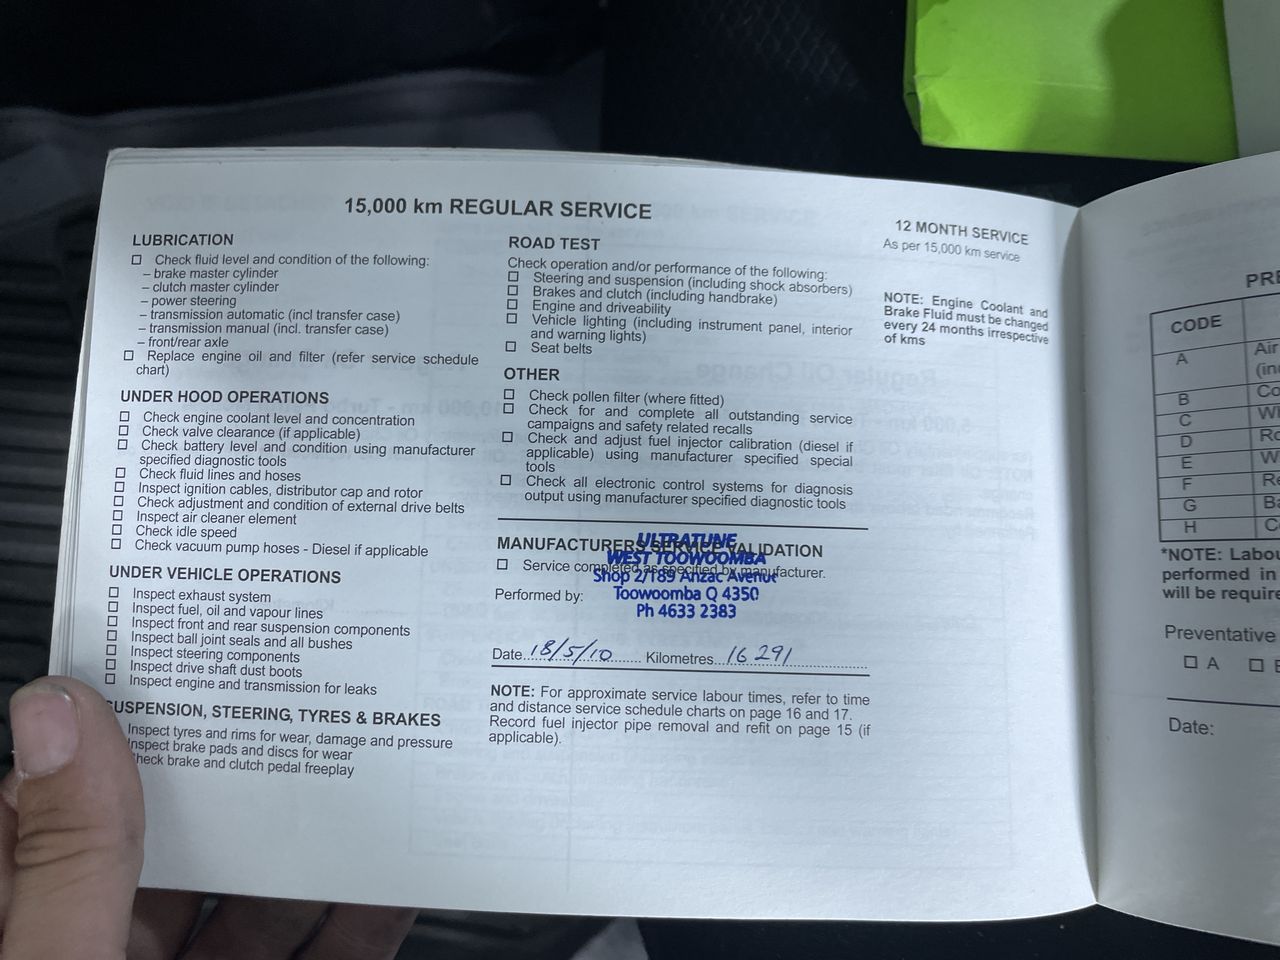 15,000 km REGULAR SERVICE
LUBRICATION
Check fluid level and condition of the following:
– brake master cylinder
– clutch master cylinder
– power steering
– transmission automatic (incl transfer case)
– transmission manual (incl. transfer case)
– front/rear axle
Replace engine oil and filter (refer service schedule
chart)
UNDER HOOD OPERATIONS
Check engine coolant level and concentration
Check valve clearance (if applicable)
Check battery level and condition using manufacturer
specified diagnostic tools
Check fluid lines and hoses
Inspect ignition cables, distributor cap and rotor
Check adjustment and condition of external drive belts
Inspect air cleaner element
Check idle speed
Check vacuum pump hoses - Diesel if applicable
UNDER VEHICLE OPERATIONS
Inspect exhaust system
Inspect fuel, oil and vapour lines
Inspect front and rear suspension components
Inspect ball joint seals and all bushes
Inspect steering components
Inspect drive shaft dust boots
Inspect engine and transmission for leaks
SUSPENSION, STEERING, TYRES & BRAKES
Inspect tyres and rims for wear, damage and pressure
Inspect brake pads and discs for wear
Check brake and clutch pedal freeplay
ROAD TEST
Check operation and/or performance of the following:
Steering and suspension (including shock absorbers)
Brakes and clutch (including handbrake)
Engine and driveability
Vehicle lighting (including instrument panel, interior
and warning lights)
Seat belts
OTHER
Check pollen filter (where fitted)
Check for and complete all outstanding service
campaigns and safety related recalls
Check and adjust fuel injector calibration (diesel if
applicable) using manufacturer specified special
tools
Check all electronic control systems for diagnosis
output using manufacturer specified diagnostic tools
MANUFACTURERS SERVICE VALIDATION
Service completed as specified by manufacturer.
Performed by:
ULTRATUNE
WEST TOOWOOMBA
Shop 2/189 Anzac Avenue
Toowoomba Q 4350
Ph 4633 2383
Date 18/5/10 Kilometres 16291
NOTE: For approximate service labour times, refer to time
and distance service schedule charts on page 16 and 17.
Record fuel injector pipe removal and refit on page 15 (if
applicable).
12 MONTH SERVICE
As per 15,000 km service
NOTE: Engine Coolant and
Brake Fluid must be changed
every 24 months irrespective
of kms
PRE
CODE
A Air
(inc
B Co
C Wi
D Ro
E W
F Re
G Ba
H C
*NOTE: Labou
performed in
will be require
Preventative
A
Date: